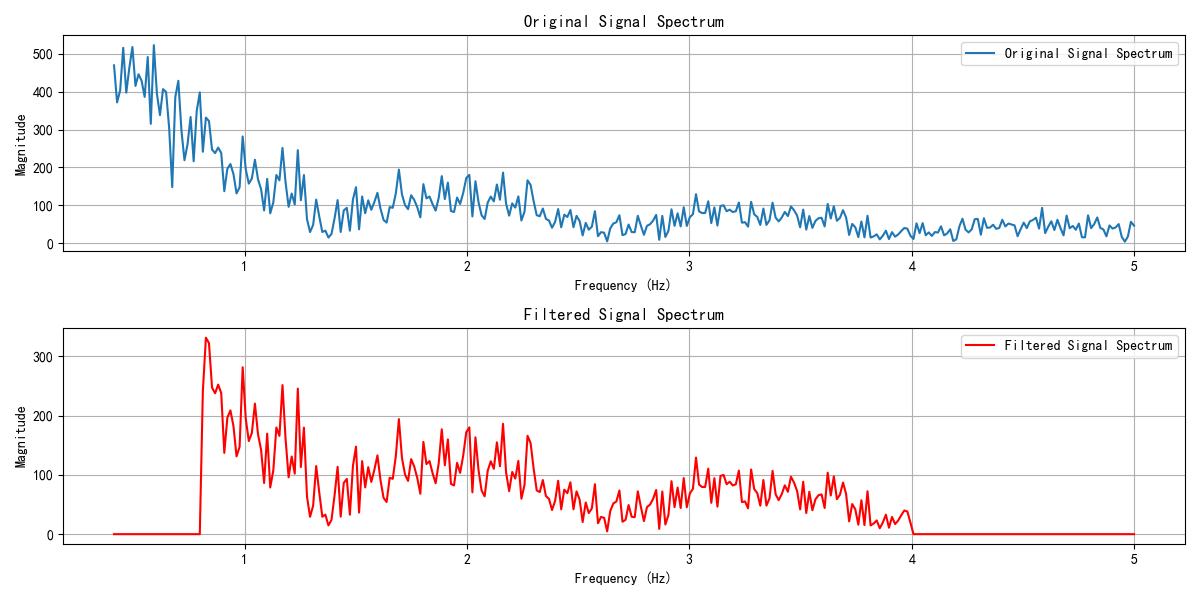 Original Signal Spectrum
Original Signal Spectrum
500
400
300
200
100
0
Magnitude
1
2
3
4
5
Frequency (Hz)
Filtered Signal Spectrum
Filtered Signal Spectrum
300
200
100
0
Magnitude
1
2
3
4
5
Frequency (Hz)